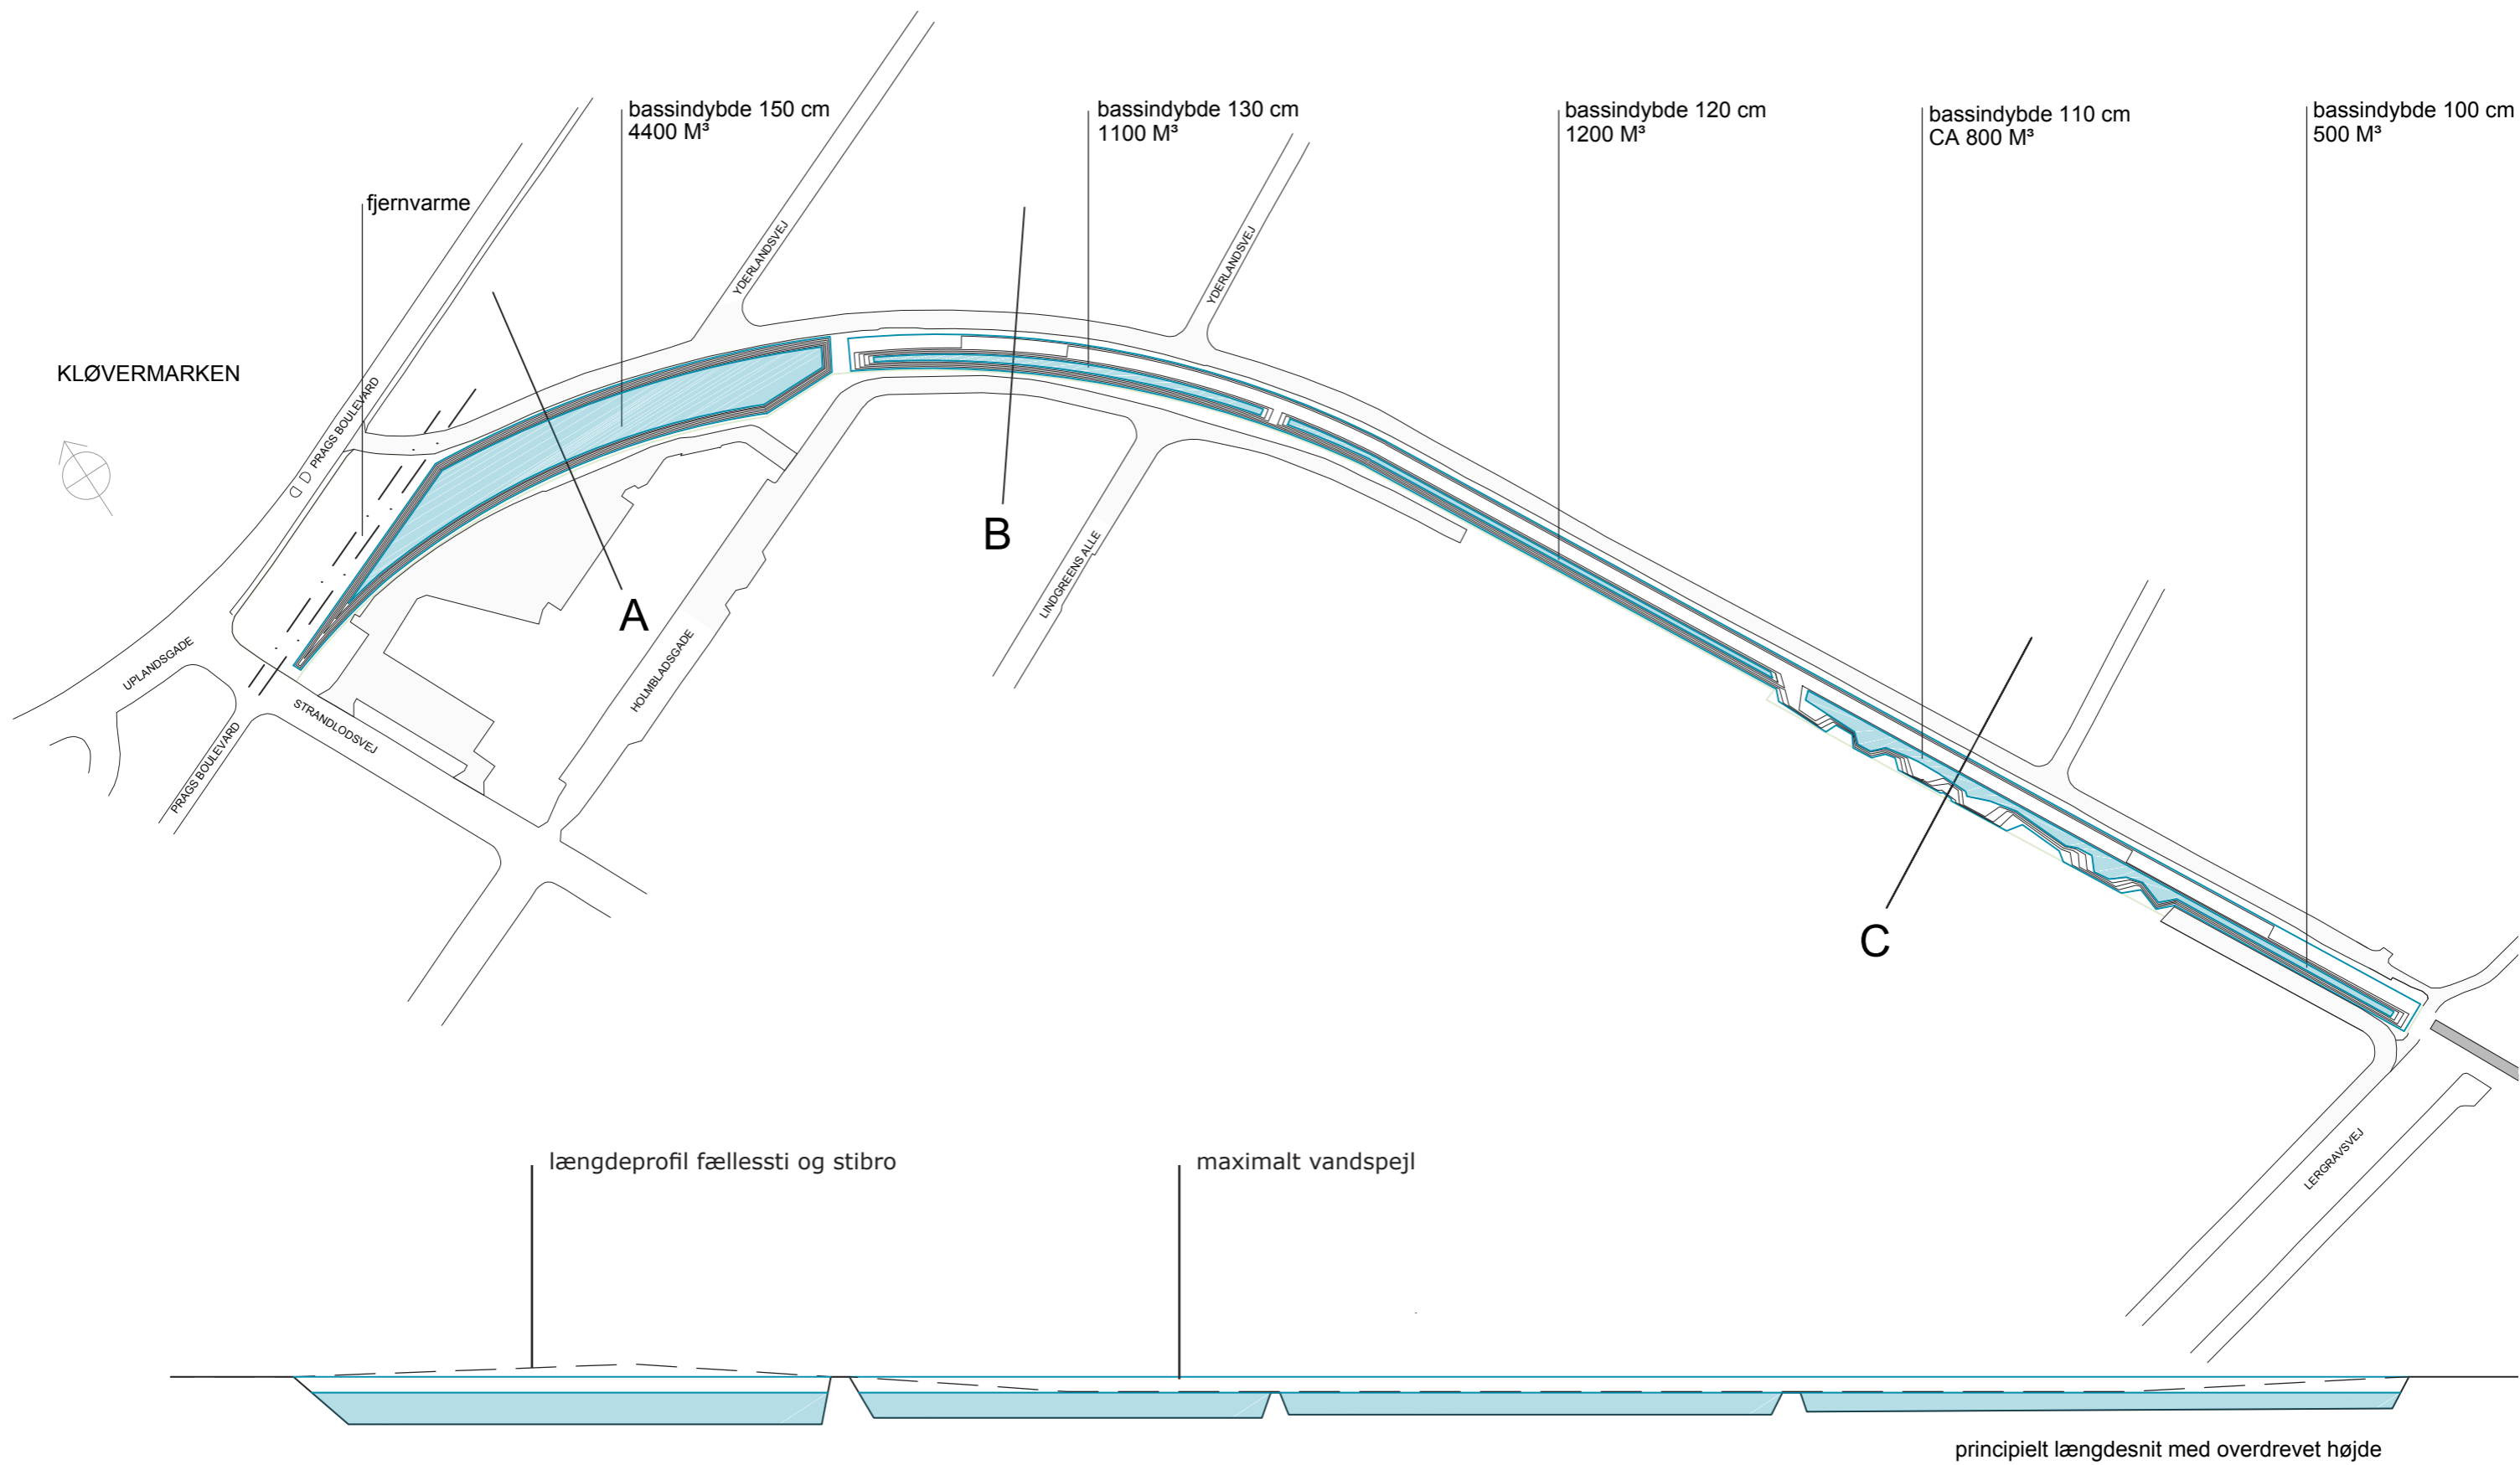 bassindybde 150 cm
4400 M³
bassindybde 130 cm
1100 M³
bassindybde 120 cm
1200 M³
bassindybde 110 cm
CA 800 M³
bassindybde 100 cm
500 M³
fjernvarme
YDERLANDSVEJ
YDERLANDSVEJ
KLØVERMARKEN
PRAGS BOULEVARD
B
A
LINDGREENS ALLE
HOLMBLADSGADE
UPLANDSGADE
STRANDLODSVEJ
PRAGS BOULEVARD
C
LERGRAVSVEJ
længdeprofil fællessti og stibro
maximalt vandspejl
principielt længdesnit med overdrevet højde